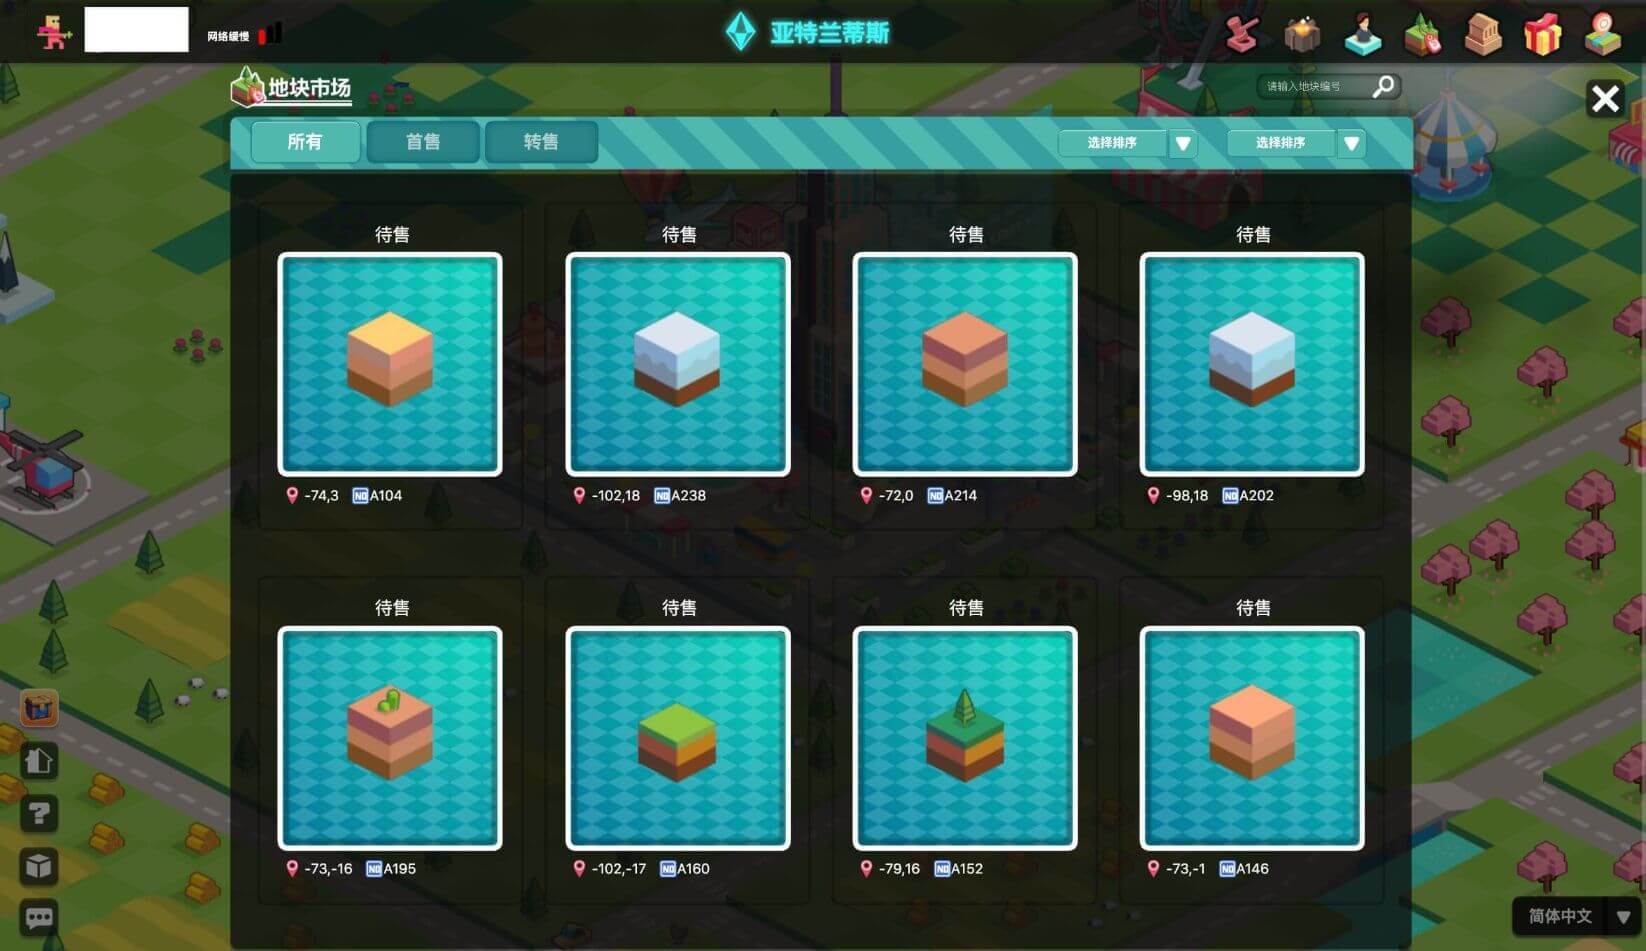 网络缓慢
亚特兰蒂斯
地块市场
请输入地块编号
所有 首售 转售 选择排序 选择排序
待售 待售 待售 待售
-74,3 NO A104 -102,18 NO A238 -72,0 NO A214 -98,18 NO A202
待售 待售 待售 待售
-73,-16 NO A195 -102,-17 NO A160 -79,16 NO A152 -73,-1 NO A146
简体中文